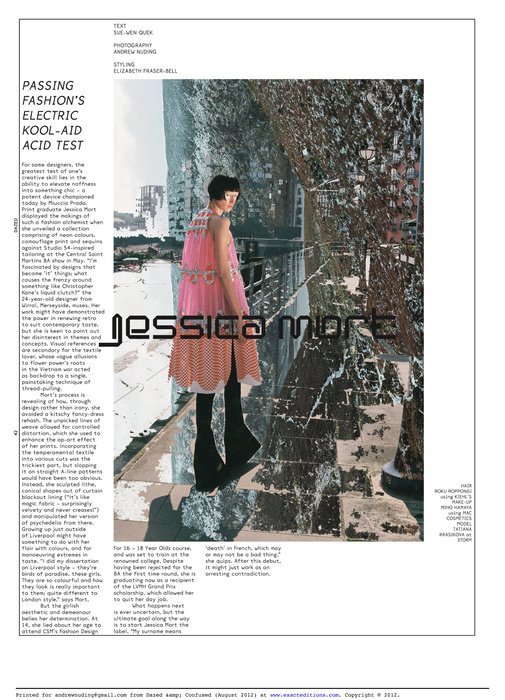 TEXT
SUE-WEN QUEK
PHOTOGRAPHY
ANDREW NUDING
STYLING
ELIZABETH FRASER-BELL
PASSING
FASHION'S
ELECTRIC
KOOL-AID
ACID TEST
For some designers, the
greatest test of one's
creative skill lies in the
ability to elevate naffness
into something chic – a
potent device championed
today by Miuccia Prada.
Print graduate Jessica Mort
displayed the makings of
such a fashion alchemist when
she unveiled a collection
comprising of neon colours,
camouflage print and sequins
against Studio 54-inspired
tailoring at the Central Saint
Martins BA show in May. "I'm
fascinated by designs that
become 'it' things; what
causes the frenzy around
something like Christopher
Kane's liquid clutch?" the
24-year-old designer from
Wirral, Merseyside, muses. Her
work might have demonstrated
the power in renewing retro
to suit contemporary taste,
but she is keen to point out
her disinterest in themes and
concepts. Visual references
are secondary for the textile
lover, whose vague allusions
to flower power's roots
in the Vietnam war acted
as backdrop to a single,
painstaking technique of
thread-pulling.
Mort's process is
revealing of how, through
design rather than irony, she
avoided a kitschy fancy-dress
rehash. The unpicked lines of
weave allowed for controlled
distortion, which she used to
enhance the op-art effect
of her prints. Incorporating
the temperamental textile
into various cuts was the
trickiest part, but slapping
it on straight A-line patterns
would have been too obvious.
Instead, she sculpted lithe,
conical shapes out of curtain
blackout lining ("It's like
magic fabric – surprisingly
velvety and never creases!")
and manipulated her version
of psychedelia from there.
Growing up just outside
of Liverpool might have
something to do with her
flair with colours, and for
manoeuvring extremes in
taste. "I did my dissertation
on Liverpool style – they're
birds of paradise, these girls.
They are so colourful and how
they look is really important
to them; quite different to
London style," says Mort.
But the girlish
aesthetic and demeanour
belies her determination. At
14, she lied about her age to
attend CSM's Fashion Design
For 16 – 18 Year Olds course,
and was set to train at the
renowned college. Despite
having been rejected for the
BA the first time round, she is
graduating now as a recipient
of the LVMH Grand Prix
scholarship, which allowed her
to quit her day job.
What happens next
is ever uncertain, but the
ultimate goal along the way
is to start Jessica Mort the
label. "My surname means
'death' in French, which may
or may not be a bad thing,"
she quips. After this debut,
it might just work as an
arresting contradiction.
DAZED
42
Jessica mort
HAIR
ROKU ROPPONGI
using KIEHL'S
MAKE-UP
MIHO HAMAYA
using MAC
COSMETICS
MODEL
TATIANA
KRASIKOVA at
STORM
Printed for andrewnuding@gmail.com from Dazed &amp; Confused (August 2012) at www.exacteditions.com. Copyright © 2012.